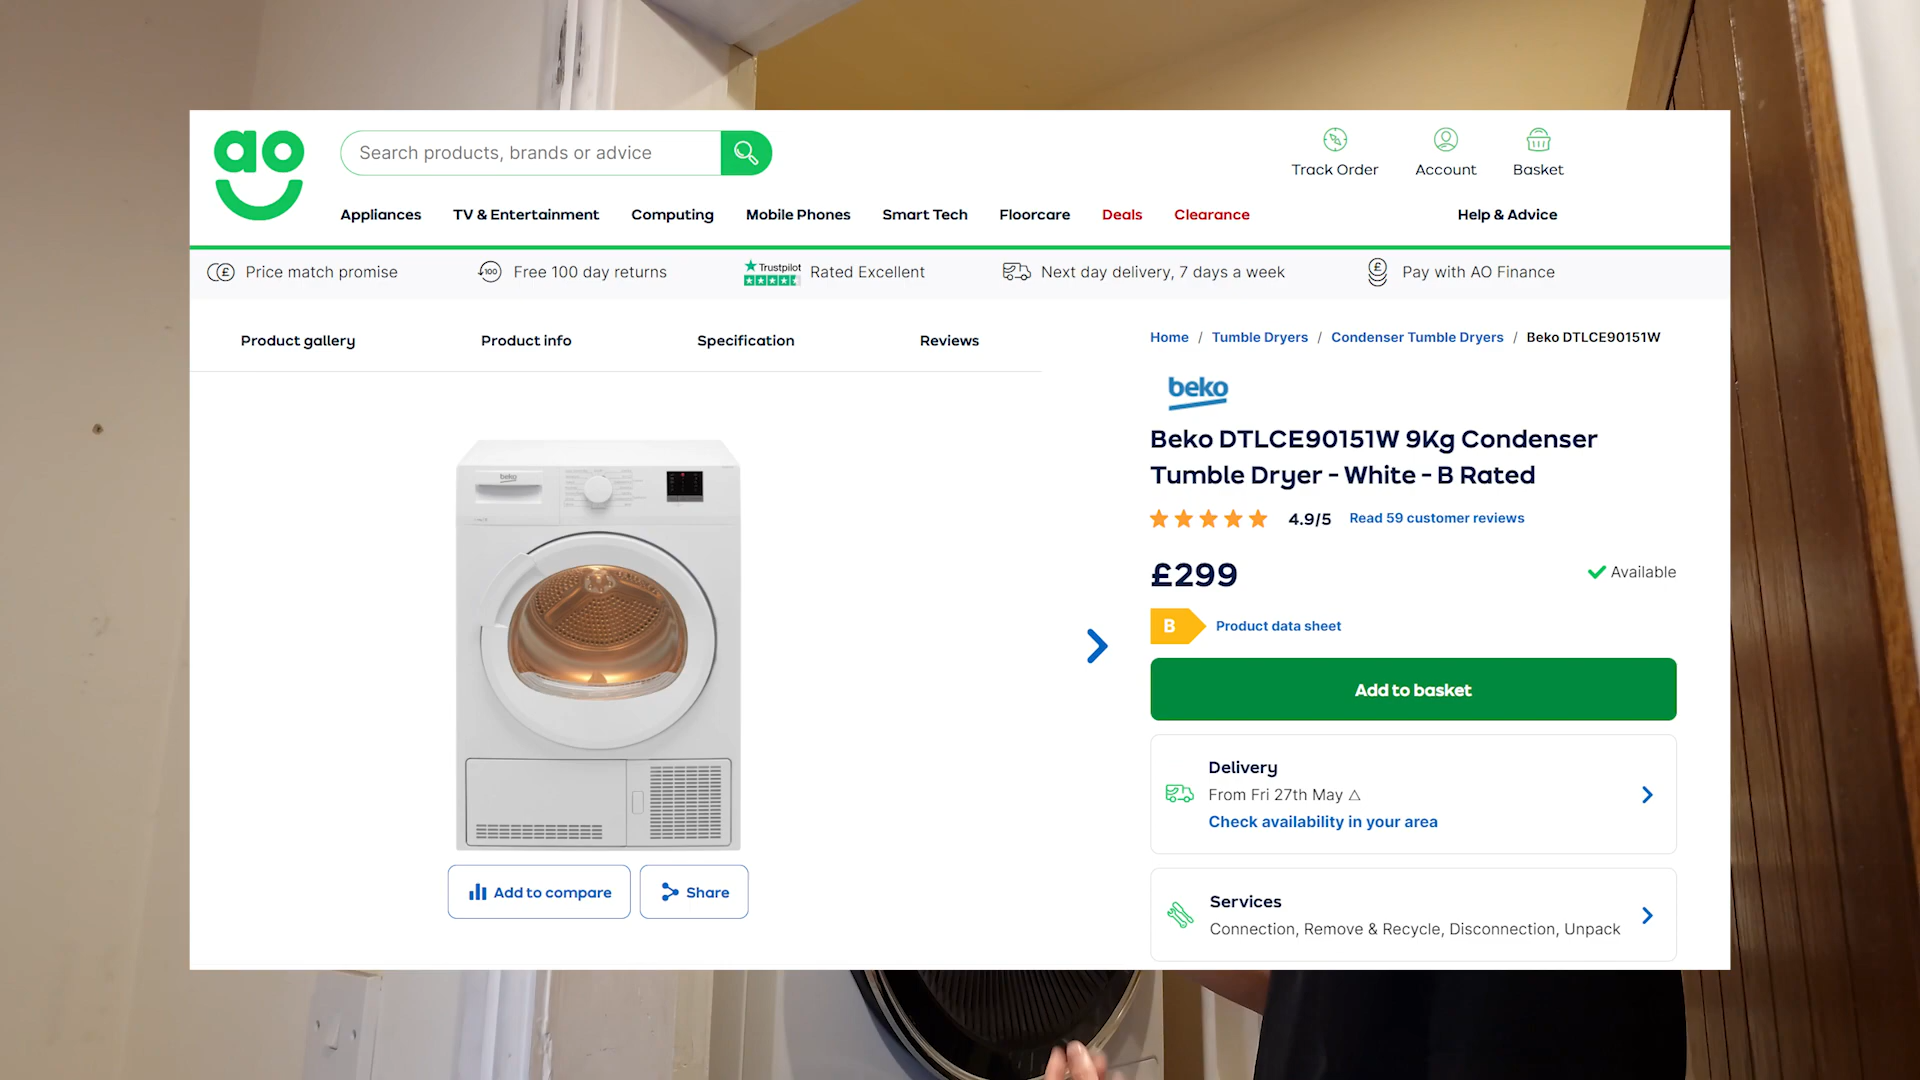 ao
Search products, brands or advice
Track Order
Account
Basket
Appliances
TV & Entertainment
Computing
Mobile Phones
Smart Tech
Floorcare
Deals
Clearance
Help & Advice
£ Price match promise
100 Free 100 day returns
Trustpilot Rated Excellent
Next day delivery, 7 days a week
£ Pay with AO Finance
Product gallery
Product info
Specification
Reviews
Home / Tumble Dryers / Condenser Tumble Dryers / Beko DTLCE90151W
beko
Beko DTLCE90151W 9Kg Condenser
Tumble Dryer - White - B Rated
4.9/5 Read 59 customer reviews
£299
Available
B Product data sheet
Add to basket
Delivery
From Fri 27th May
Check availability in your area
Services
Connection, Remove & Recycle, Disconnection, Unpack
beko
Add to compare
Share